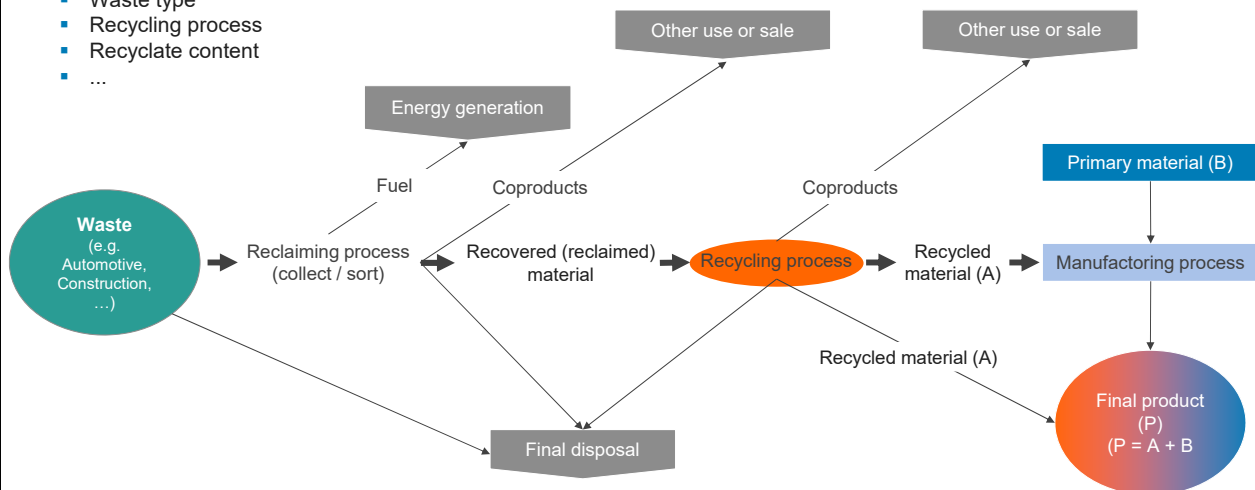 Waste type
Recycling process
Recyclate content
...
Other use or sale
Other use or sale
Energy generation
Primary material (B)
Fuel
Coproducts
Coproducts
Waste
(e.g.
Automotive,
Construction,
…)
Reclaiming process
(collect / sort)
Recovered (reclaimed)
material
Recycling process
Recycled
material (A)
Manufactoring process
Recycled material (A)
Final product
(P)
(P = A + B
Final disposal